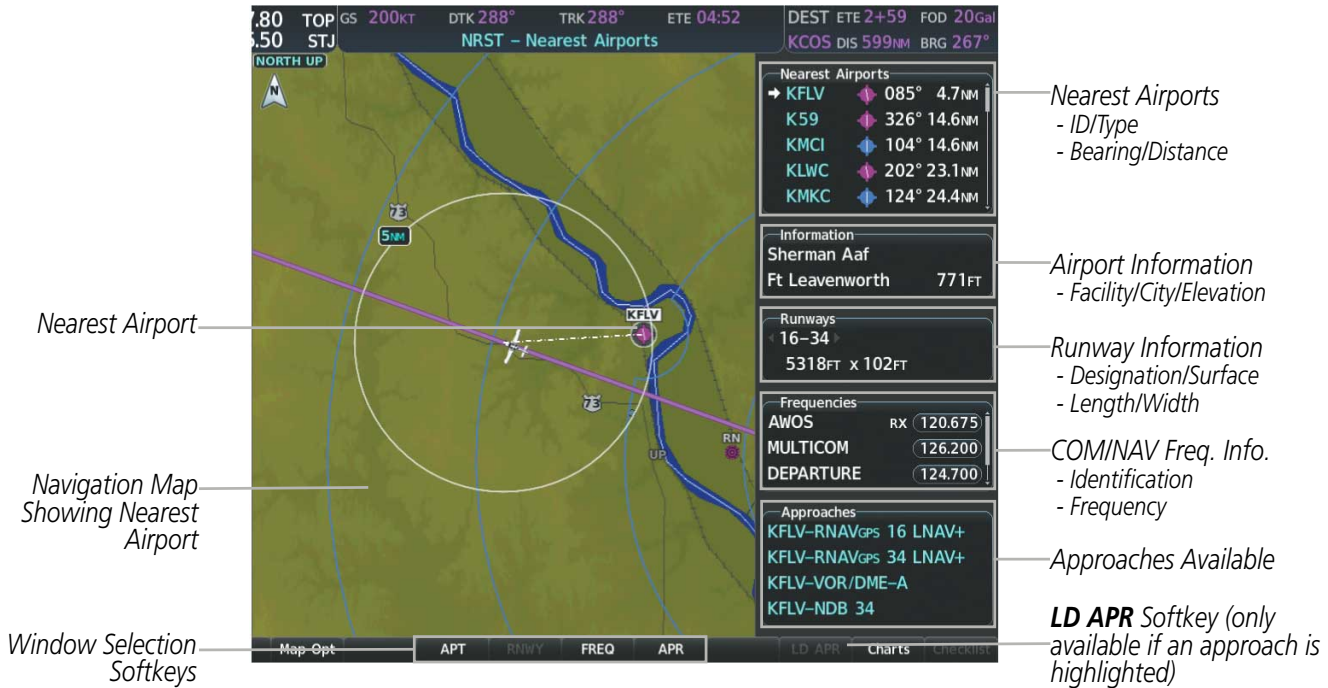 7.80 TOP GS 200KT DTK 288° TRK 288° ETE 04:52 DEST ETE 2+59 FOD 20Gal
5.50 STJ NRST – Nearest Airports KCOS DIS 599NM BRG 267°
NORTH UP
N
73
5NM
KFLV
73
RN
UP
Nearest Airports
KFLV 085° 4.7NM
K59 326° 14.6NM
KMCI 104° 14.6NM
KLWC 202° 23.1NM
KMKC 124° 24.4NM
Information
Sherman Aaf
Ft Leavenworth 771FT
Runways
16–34
5318FT x 102FT
Frequencies
AWOS RX 120.675
MULTICOM 126.200
DEPARTURE 124.700
Approaches
KFLV–RNAVGPS 16 LNAV+
KFLV–RNAVGPS 34 LNAV+
KFLV–VOR/DME–A
KFLV–NDB 34
Map Opt APT RNWY FREQ APR LD APR Charts Checklist
Nearest Airport
Navigation Map
Showing Nearest
Airport
Window Selection
Softkeys
Nearest Airports
- ID/Type
- Bearing/Distance
Airport Information
- Facility/City/Elevation
Runway Information
- Designation/Surface
- Length/Width
COM/NAV Freq. Info.
- Identification
- Frequency
Approaches Available
LD APR Softkey (only
available if an approach is
highlighted)